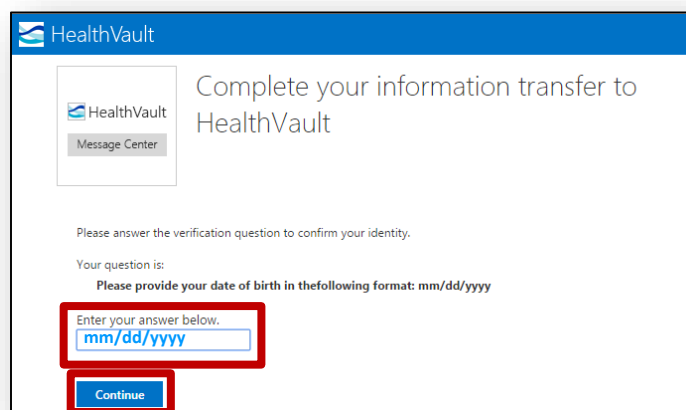 HealthVault
Complete your information transfer to
HealthVault
HealthVault
Message Center
Please answer the verification question to confirm your identity.
Your question is:
Please provide your date of birth in thefollowing format: mm/dd/yyyy
Enter your answer below.
mm/dd/yyyy
Continue